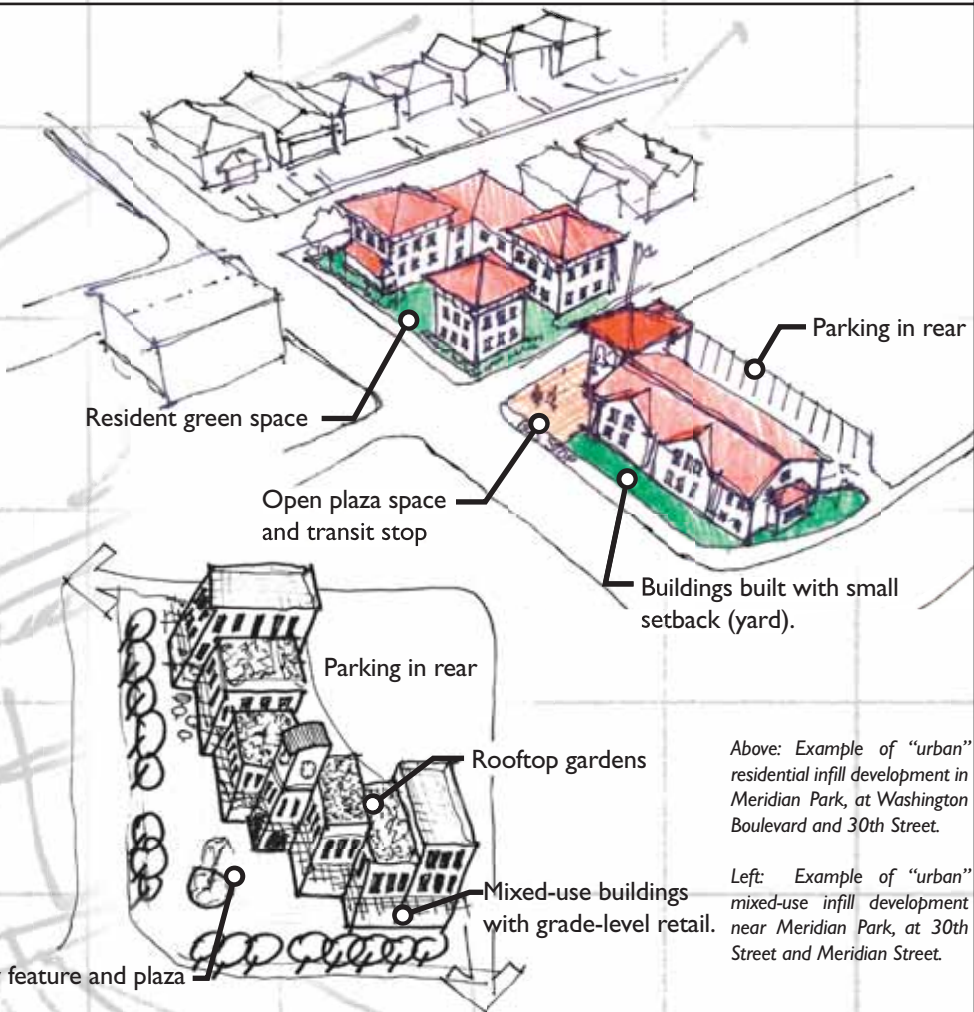 Parking in rear
Resident green space
Open plaza space
and transit stop
Buildings built with small
setback (yard).
Parking in rear
Rooftop gardens
Mixed-use buildings
with grade-level retail.
feature and plaza
Above: Example of “urban”
residential infill development in
Meridian Park, at Washington
Boulevard and 30th Street.
Left: Example of “urban”
mixed-use infill development
near Meridian Park, at 30th
Street and Meridian Street.